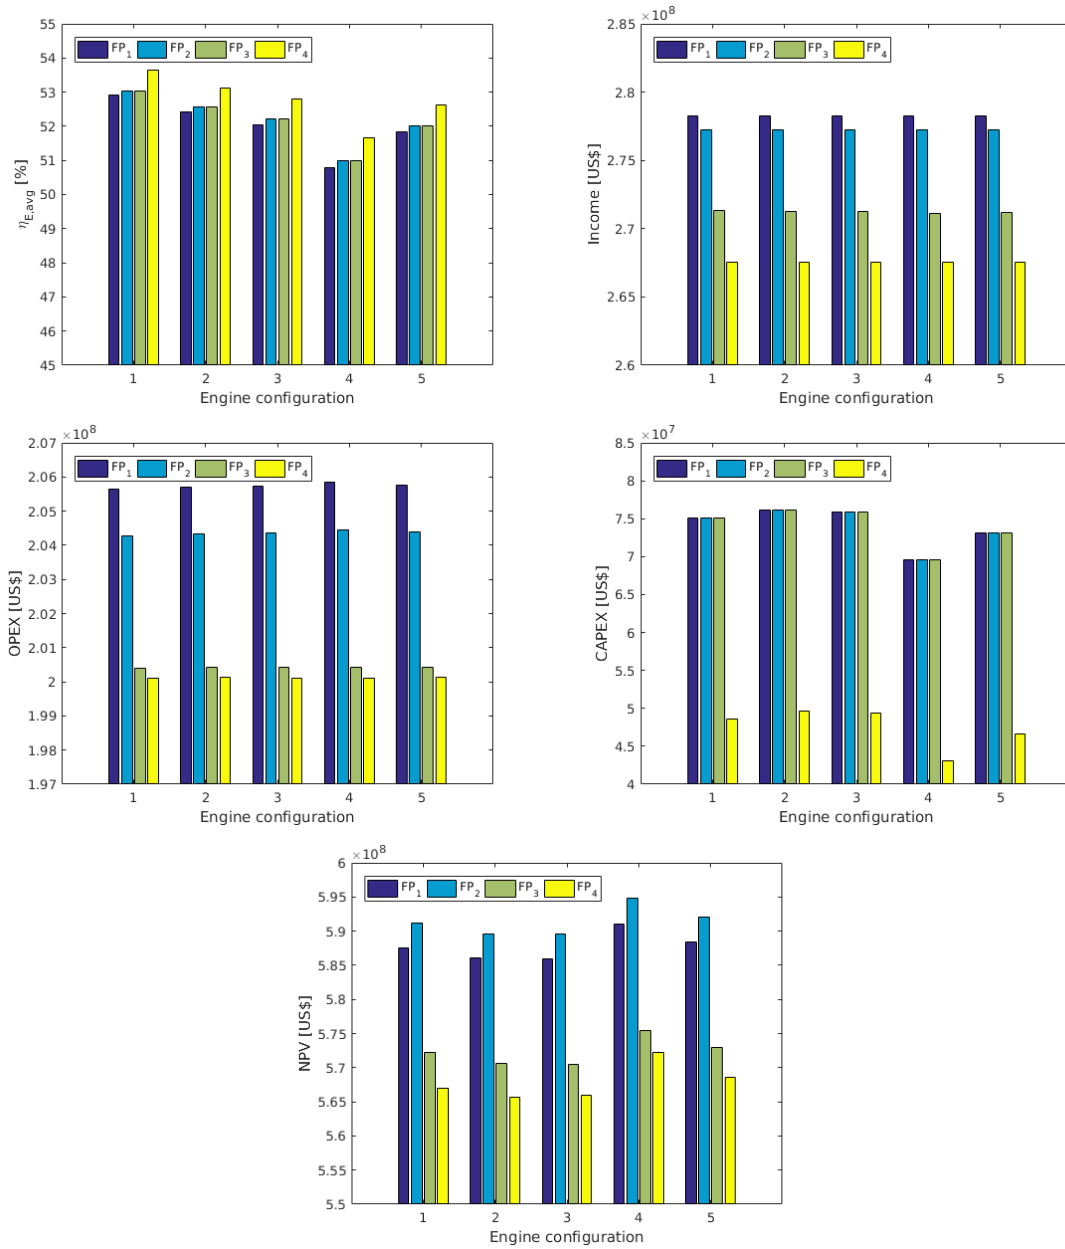 55
54
53
52
51
50
49
48
47
46
45
η_E,avg [%]
FP1 FP2 FP3 FP4
1 2 3 4 5
Engine configuration
×10^8
2.85
2.8
2.75
2.7
2.65
2.6
Income [US$]
FP1 FP2 FP3 FP4
1 2 3 4 5
Engine configuration
×10^8
2.07
2.06
2.05
2.04
2.03
2.02
2.01
2
1.99
1.98
1.97
OPEX [US$]
FP1 FP2 FP3 FP4
1 2 3 4 5
Engine configuration
×10^7
8.5
8
7.5
7
6.5
6
5.5
5
4.5
4
CAPEX [US$]
FP1 FP2 FP3 FP4
1 2 3 4 5
Engine configuration
×10^8
6
5.95
5.9
5.85
5.8
5.75
5.7
5.65
5.6
5.55
5.5
NPV [US$]
FP1 FP2 FP3 FP4
1 2 3 4 5
Engine configuration